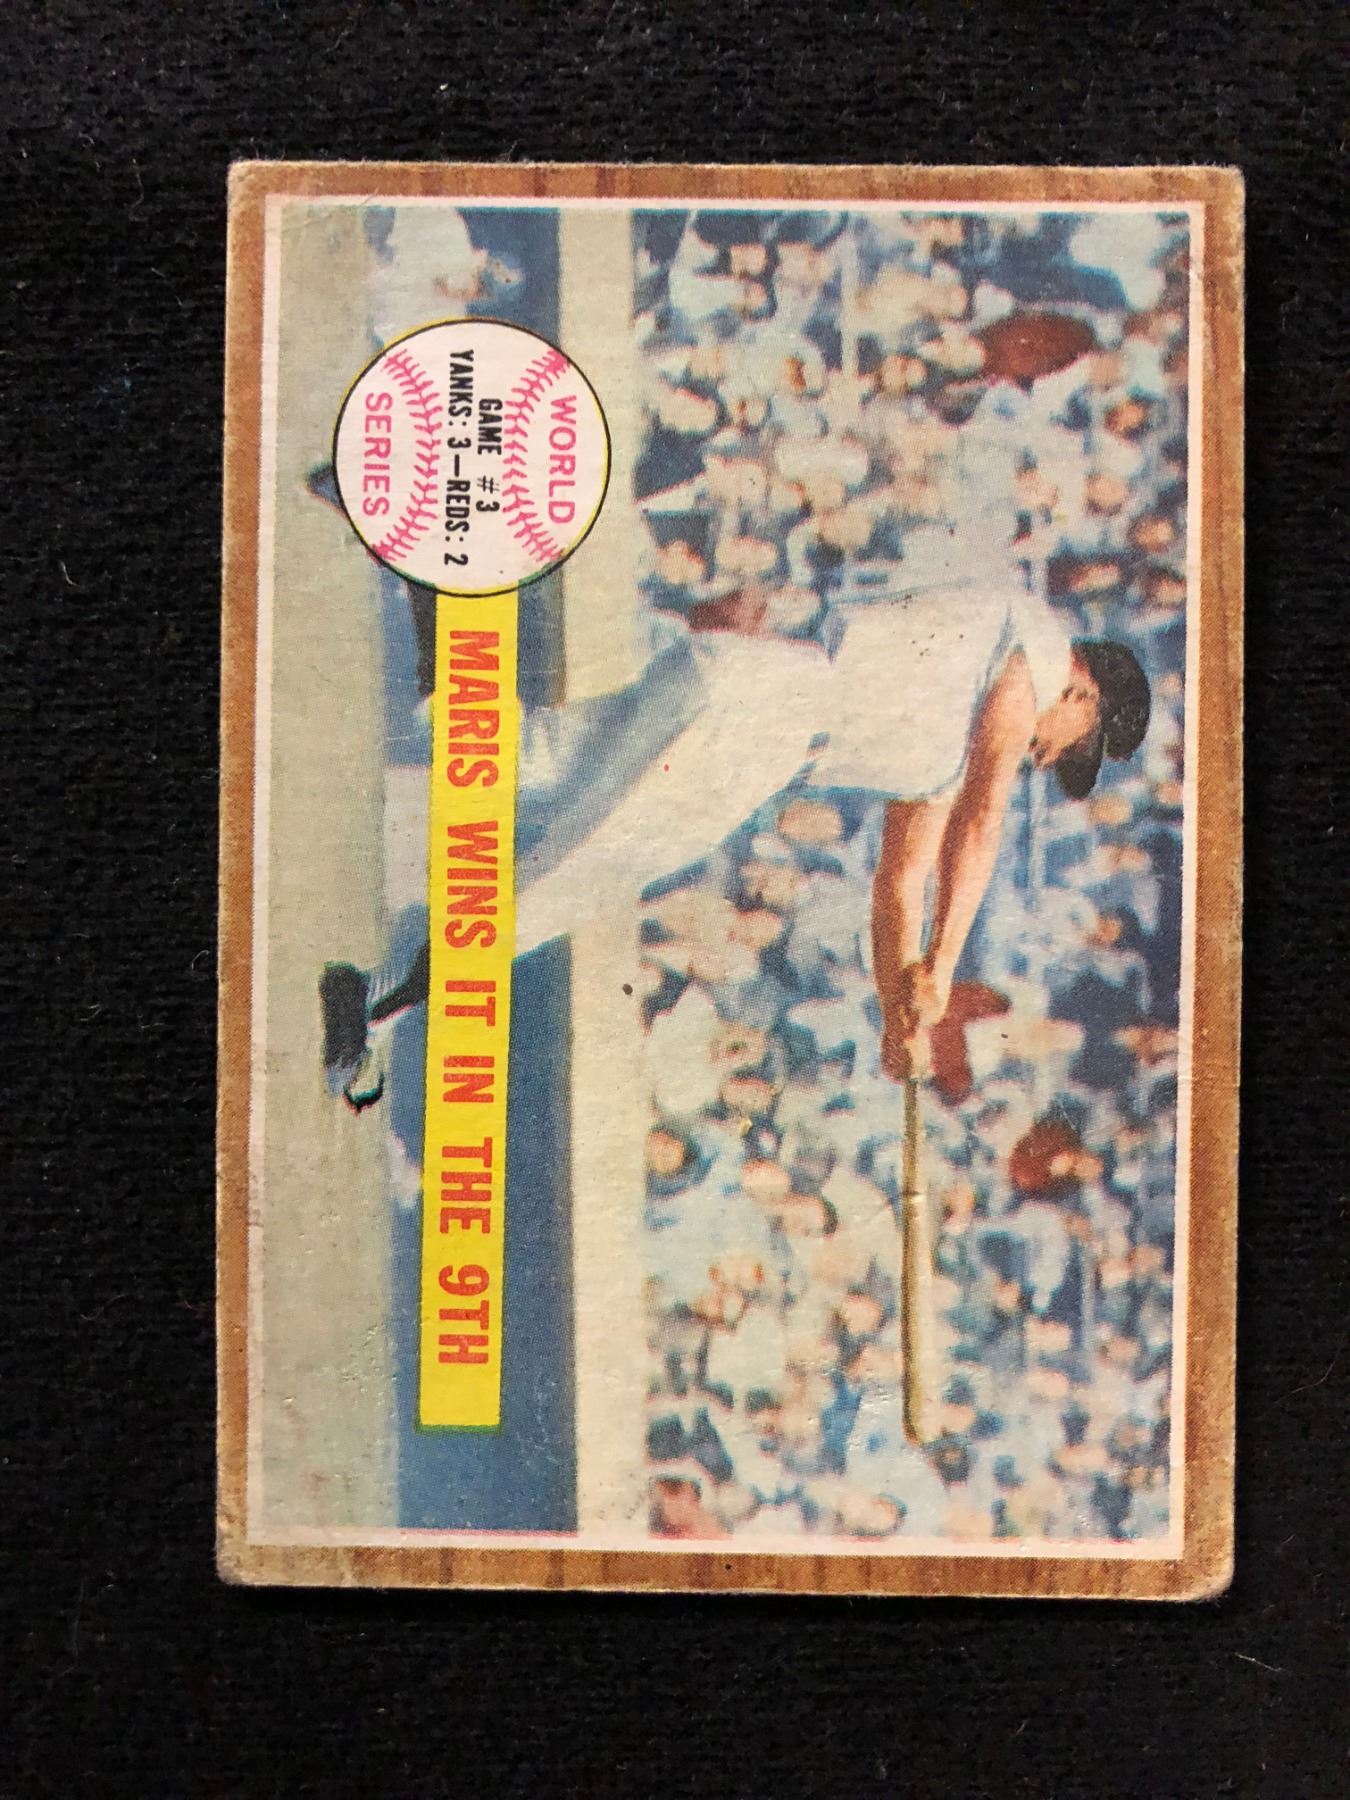 WORLD
GAME #3
YANKS: 3—REDS: 2
SERIES
MARIS WINS IT IN THE 9TH